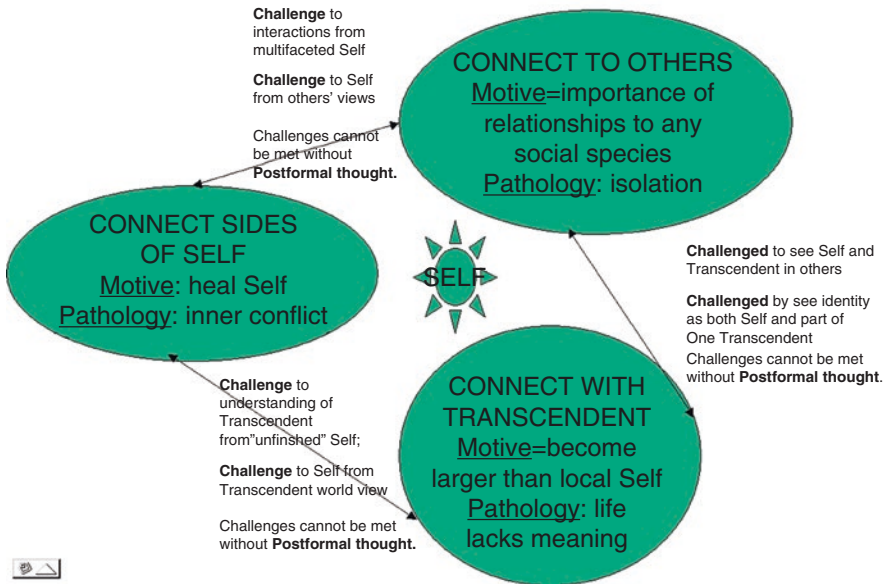 Challenge to
interactions from
multifaceted Self
Challenge to Self
from others' views
Challenges cannot
be met without
Postformal thought.
CONNECT TO OTHERS
Motive=importance of
relationships to any
social species
Pathology: isolation
CONNECT SIDES
OF SELF
Motive: heal Self
Pathology: inner conflict
SELF
Challenged to see Self and
Transcendent in others
Challenged by see identity
as both Self and part of
One Transcendent
Challenges cannot be met
without Postformal thought.
Challenge to
understanding of
Transcendent
from"unfinshed" Self;
Challenge to Self from
Transcendent world view
Challenges cannot be met
without Postformal thought.
CONNECT WITH
TRANSCENDENT
Motive=become
larger than local Self
Pathology: life
lacks meaning